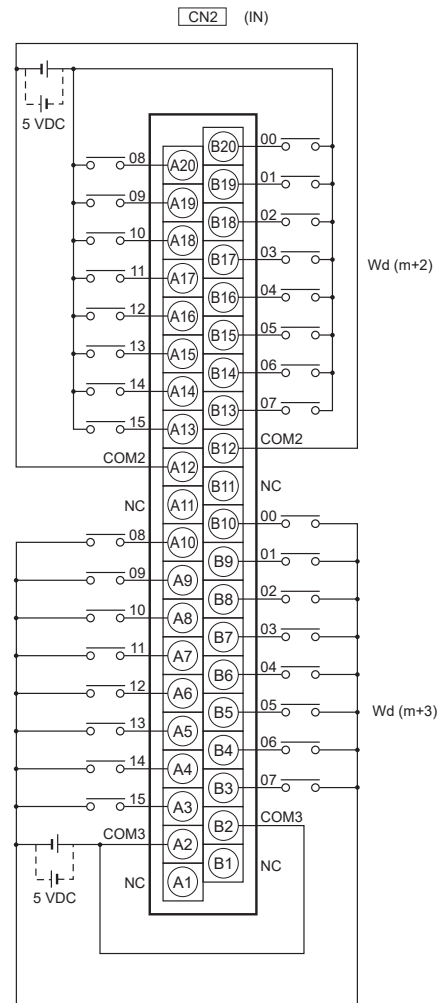 CN2 (IN)
5 VDC
B20 00
08 A20
B19 01
09 A19
B18 02
10 A18
B17 03
Wd (m+2)
11 A17
B16 04
12 A16
B15 05
13 A15
B14 06
14 A14
B13 07
15 A13
B12 COM2
COM2 A12
B11 NC
NC A11
B10 00
08 A10
B9 01
09 A9
B8 02
10 A8
B7 03
11 A7
B6 04
12 A6
B5 05
Wd (m+3)
13 A5
B4 06
14 A4
B3 07
15 A3
B2 COM3
COM3 A2
B1 NC
NC A1
5 VDC